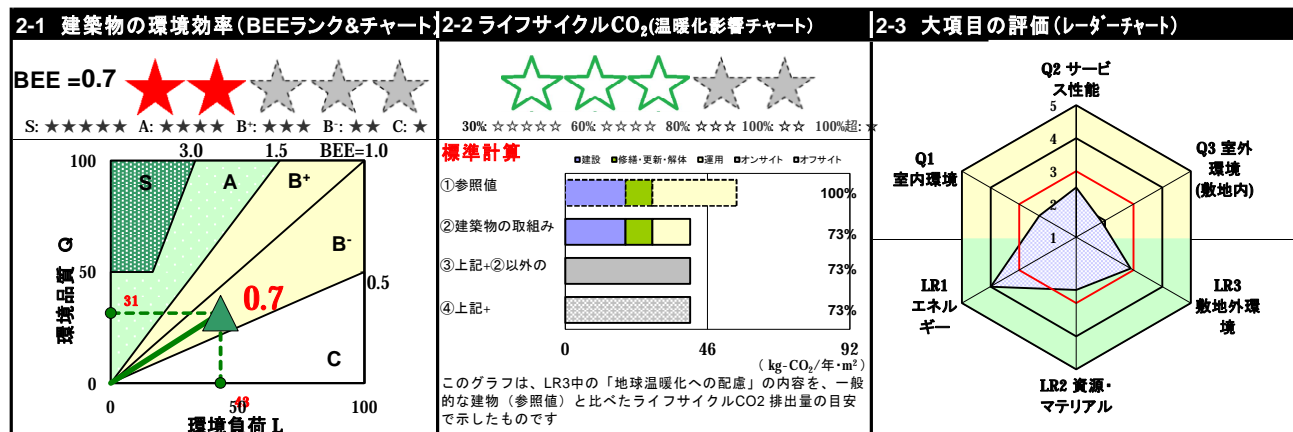 2-1 建築物の環境効率(BEEランク&チャート)
BEE =0.7
S: ★★★★★ A: ★★★★ B⁺: ★★★ B⁻: ★★ C: ★
3.0 1.5 BEE=1.0
100
S A B⁺
B⁻
環境品質 Q
50
0.5
31
0.7
C
0
0 43 50 100
環境負荷 L
2-2 ライフサイクルCO₂(温暖化影響チャート)
30%: ☆☆☆☆☆ 60%: ☆☆☆☆ 80%: ☆☆☆ 100%: ☆☆ 100%超: ★
標準計算
建設 修繕・更新・解体 運用 オンサイト オフサイト
①参照値 100%
②建築物の取組み 73%
③上記+②以外の 73%
④上記+ 73%
0 46 92
( kg-CO₂/年・m² )
このグラフは、LR3中の「地球温暖化への配慮」の内容を、一般
的な建物(参照値)と比べたライフサイクルCO2 排出量の目安
で示したものです
2-3 大項目の評価(レーダーチャート)
Q2 サービ
ス性能
5
4
3
2
1
Q1
室内環境
Q3 室外
環境
(敷地内)
LR1
エネル
ギー
LR3
敷地外環
境
LR2 資源・
マテリアル